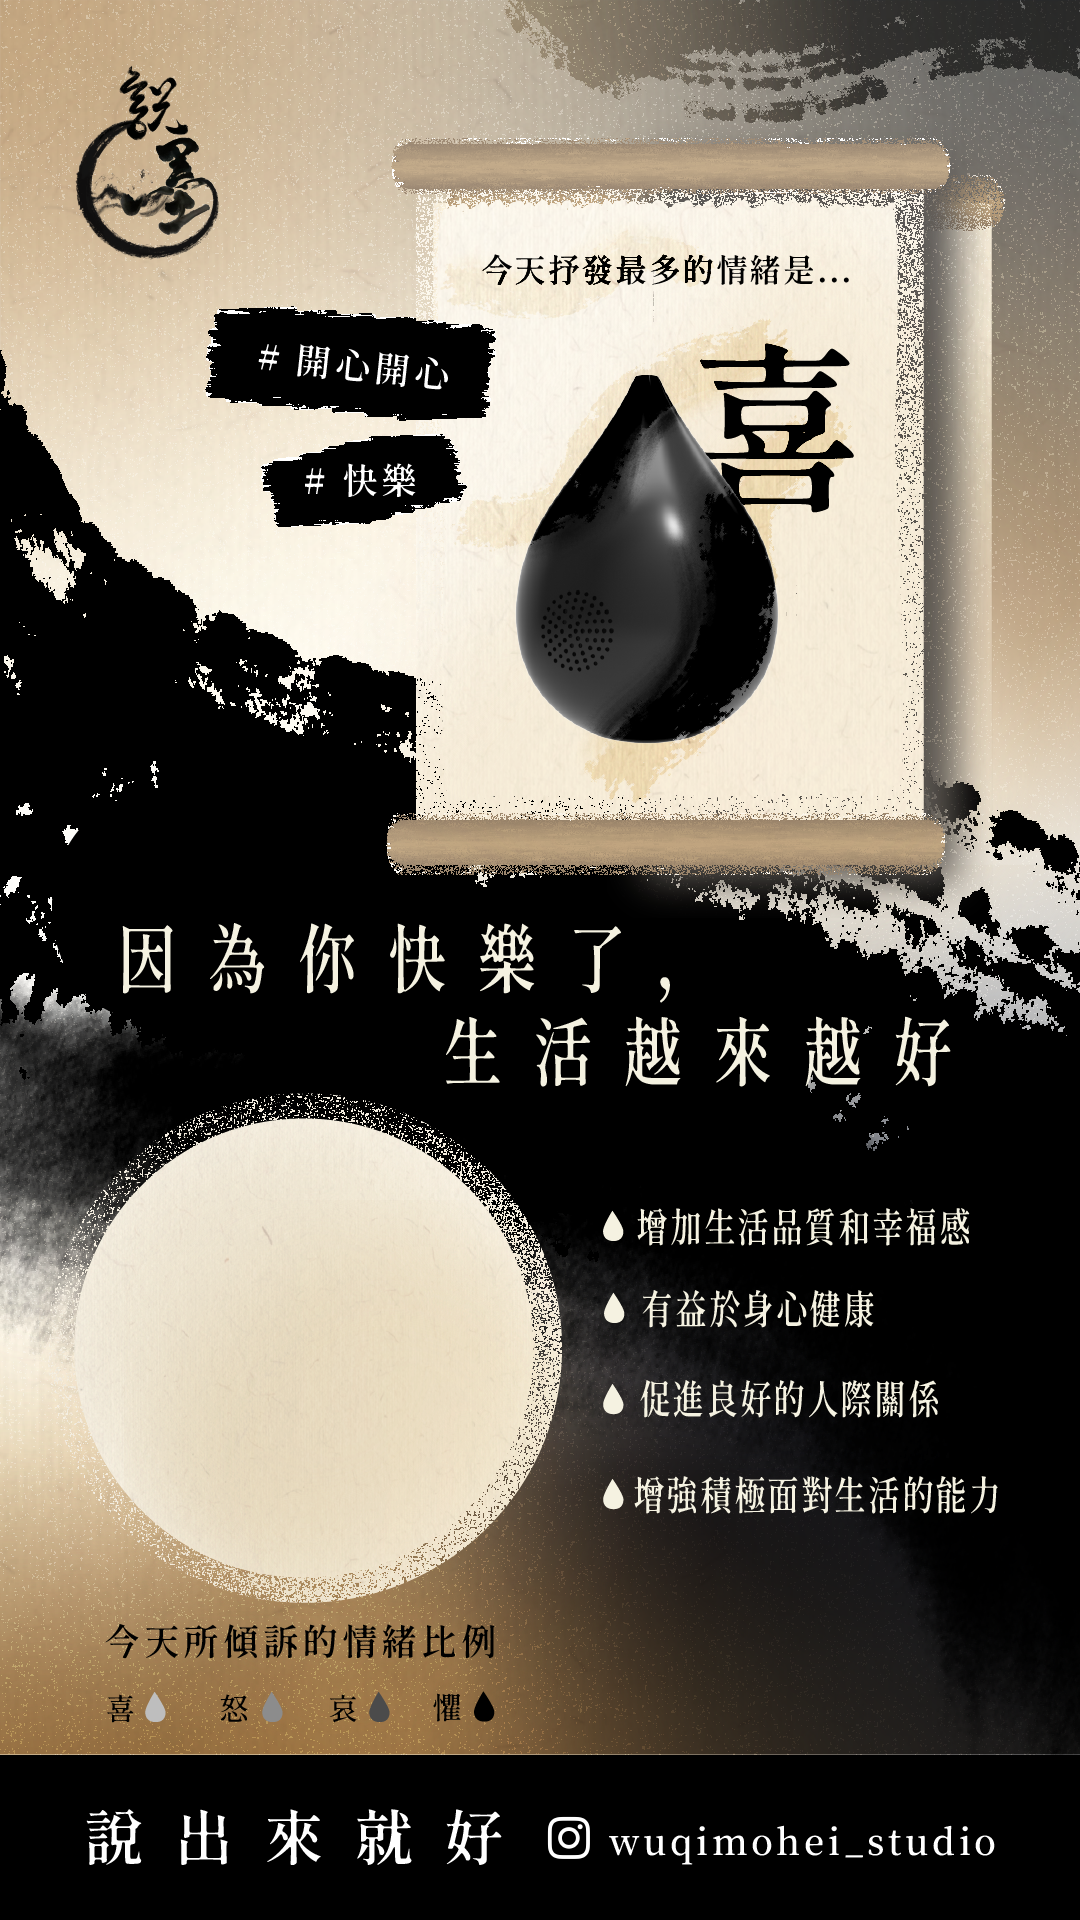 說墨
今天抒發最多的情緒是...
喜
# 開心開心
# 快樂
因為你快樂了,
生活越來越好
增加生活品質和幸福感
有益於身心健康
促進良好的人際關係
增強積極面對生活的能力
今天所傾訴的情緒比例
喜 怒 哀 懼
說出來就好 wuqimohei_studio